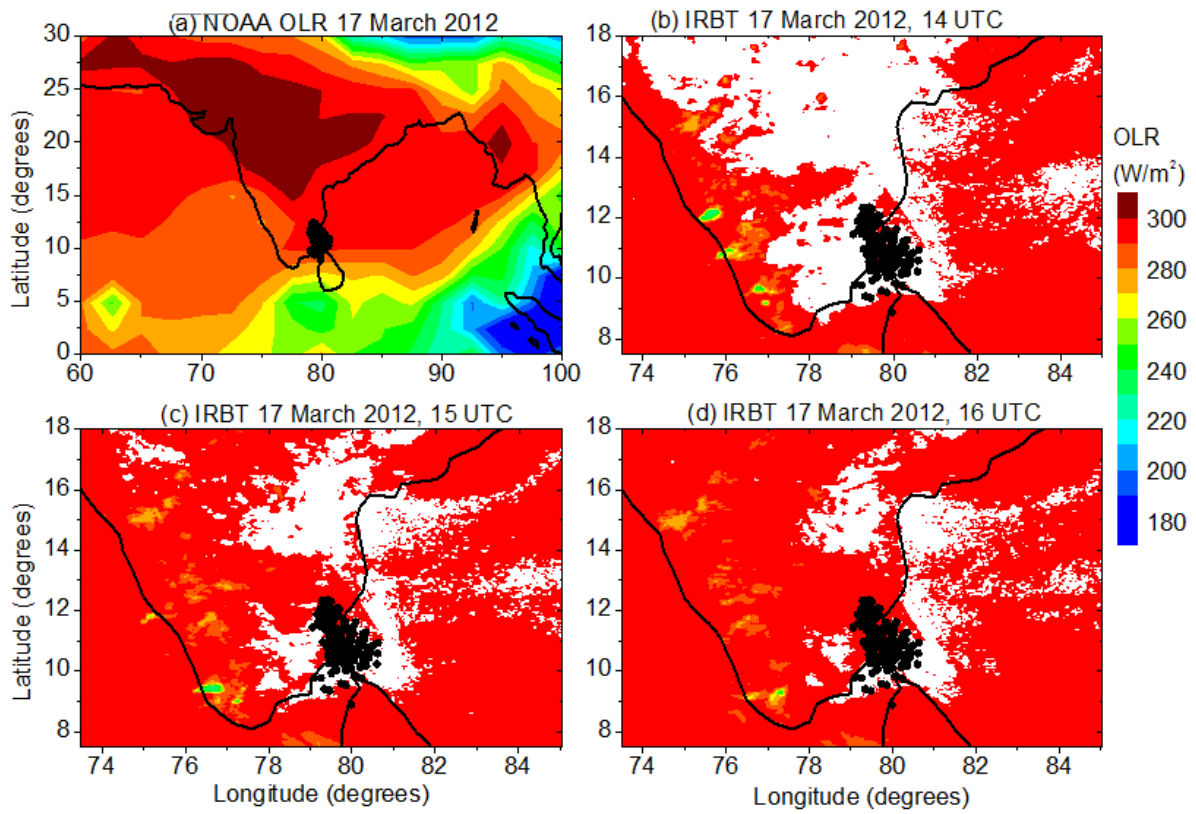 (a) NOAA OLR 17 March 2012
(b) IRBT 17 March 2012, 14 UTC
30
25
20
15
10
5
0
Latitude (degrees)
60 70 80 90 100
18
16
14
12
10
8
74 76 78 80 82 84
OLR
(W/m²)
300
280
260
240
220
200
180
(c) IRBT 17 March 2012, 15 UTC
(d) IRBT 17 March 2012, 16 UTC
18
16
14
12
10
8
Latitude (degrees)
74 76 78 80 82 84
Longitude (degrees)
18
16
14
12
10
8
74 76 78 80 82 84
Longitude (degrees)